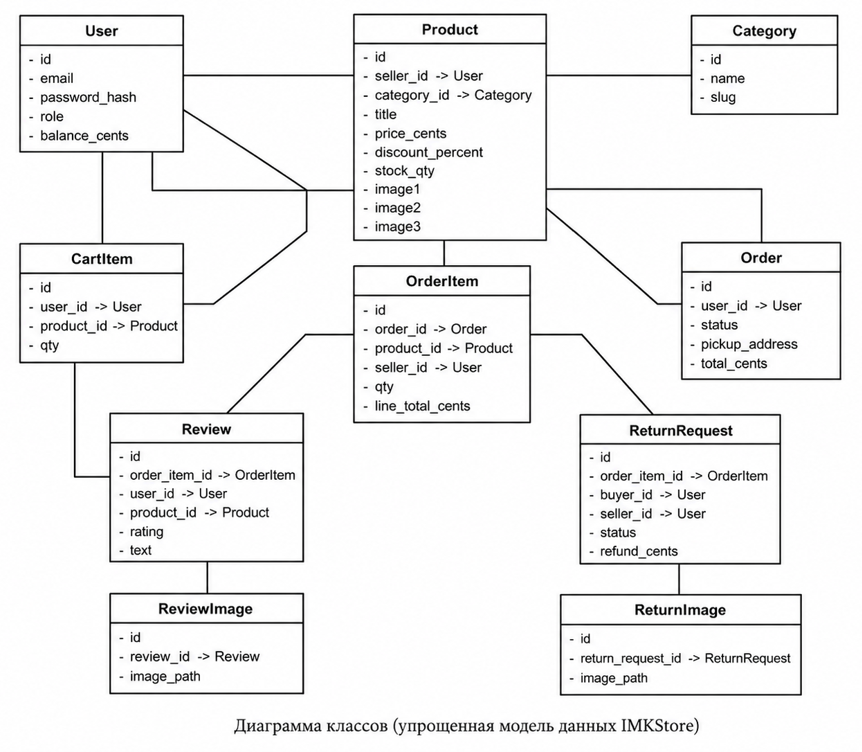 User
- id
- email
- password_hash
- role
- balance_cents
Product
- id
- seller_id -> User
- category_id -> Category
- title
- price_cents
- discount_percent
- stock_qty
- image1
- image2
- image3
Category
- id
- name
- slug
CartItem
- id
- user_id -> User
- product_id -> Product
- qty
OrderItem
- id
- order_id -> Order
- product_id -> Product
- seller_id -> User
- qty
- line_total_cents
Order
- id
- user_id -> User
- status
- pickup_address
- total_cents
Review
- id
- order_item_id -> OrderItem
- user_id -> User
- product_id -> Product
- rating
- text
ReturnRequest
- id
- order_item_id -> OrderItem
- buyer_id -> User
- seller_id -> User
- status
- refund_cents
ReviewImage
- id
- review_id -> Review
- image_path
ReturnImage
- id
- return_request_id -> ReturnRequest
- image_path
Диаграмма классов (упрощенная модель данных IMKStore)